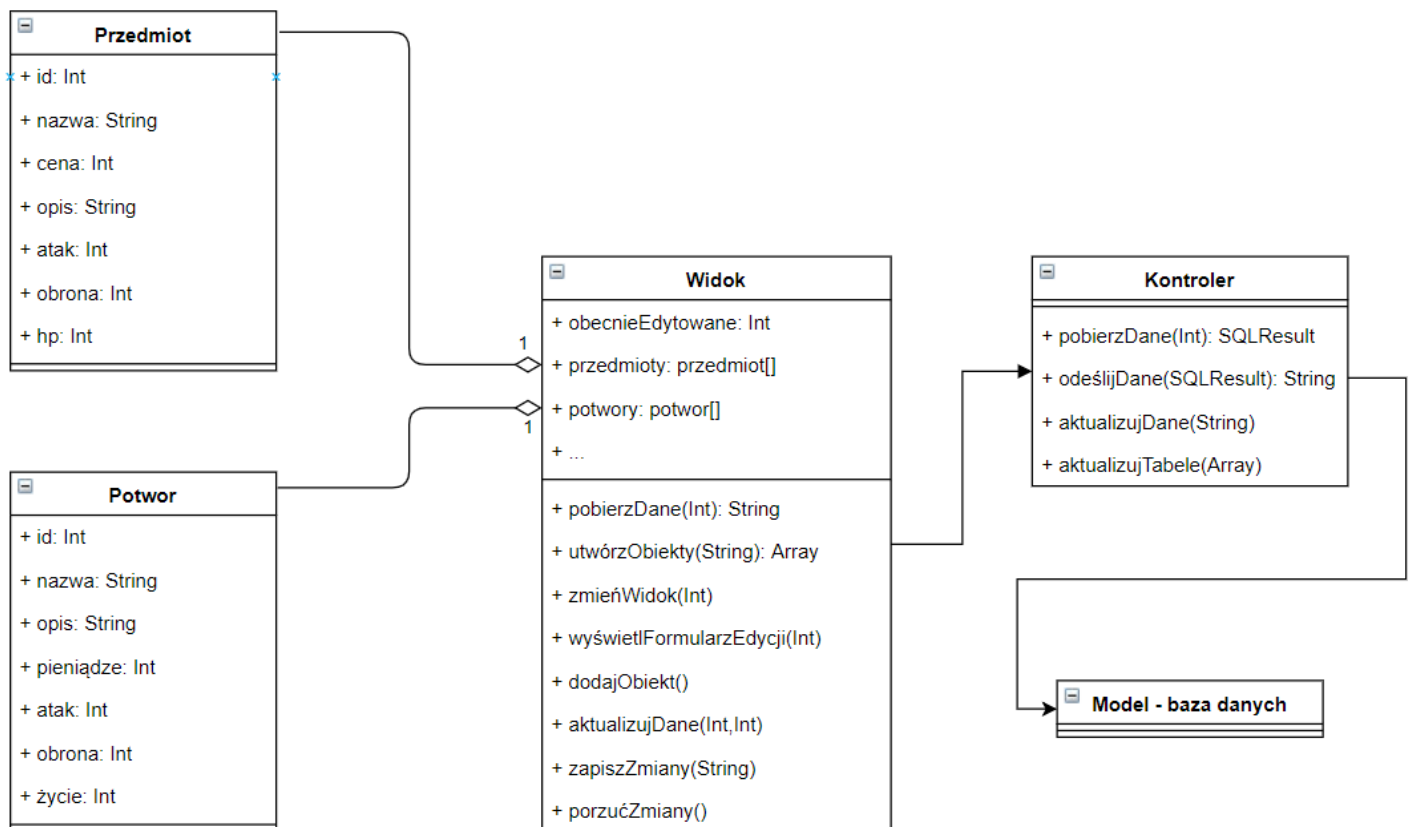 Przedmiot
+ id: Int
+ nazwa: String
+ cena: Int
+ opis: String
+ atak: Int
+ obrona: Int
+ hp: Int
Potwor
+ id: Int
+ nazwa: String
+ opis: String
+ pieniądze: Int
+ atak: Int
+ obrona: Int
+ życie: Int
1
1
Widok
+ obecnieEdytowane: Int
+ przedmioty: przedmiot[]
+ potwory: potwor[]
+ ...
+ pobierzDane(Int): String
+ utwórzObiekty(String): Array
+ zmieńWidok(Int)
+ wyświetlFormularzEdycji(Int)
+ dodajObiekt()
+ aktualizujDane(Int,Int)
+ zapiszZmiany(String)
+ porzućZmiany()
Kontroler
+ pobierzDane(Int): SQLResult
+ odeślijDane(SQLResult): String
+ aktualizujDane(String)
+ aktualizujTabele(Array)
Model - baza danych